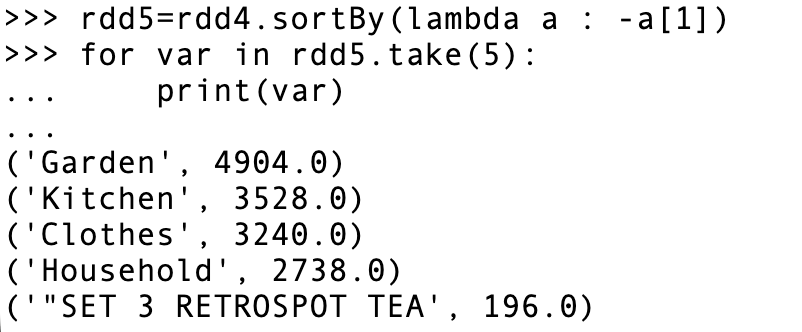 >>> rdd5=rdd4.sortBy(lambda a : -a[1])
>>> for var in rdd5.take(5):
...     print(var)
...
('Garden', 4904.0)
('Kitchen', 3528.0)
('Clothes', 3240.0)
('Household', 2738.0)
('"SET 3 RETROSPOT TEA', 196.0)